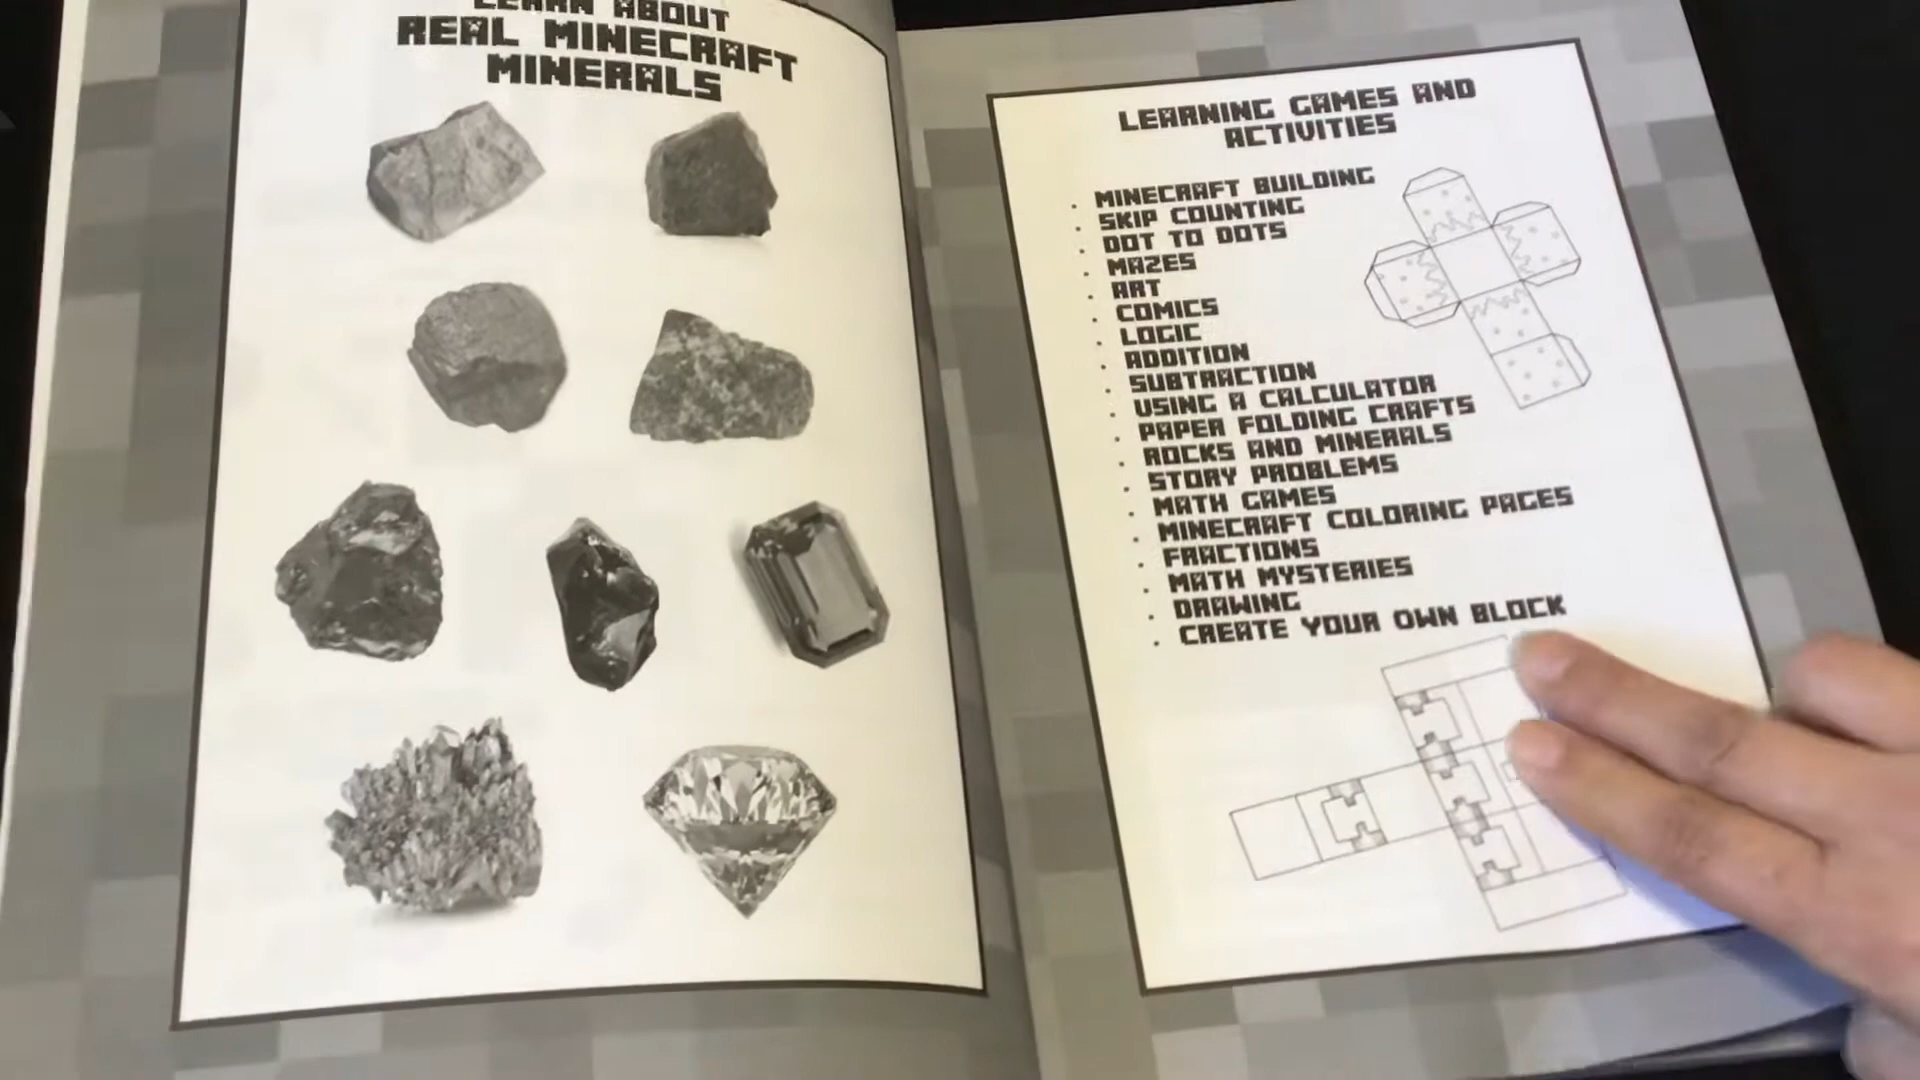 LEARN ABOUT
REAL MINECRAFT
MINERALS
LEARNING GAMES AND
ACTIVITIES
. MINECRAFT BUILDING
. SKIP COUNTING
. DOT TO DOTS
. MAZES
. ART
. COMICS
. LOGIC
. ADDITION
. SUBTRACTION
. USING A CALCULATOR
. PAPER FOLDING CRAFTS
. ROCKS AND MINERALS
. STORY PROBLEMS
. MATH GAMES
. MINECRAFT COLORING PAGES
. FRACTIONS
. MATH MYSTERIES
. DRAWING
. CREATE YOUR OWN BLOCK